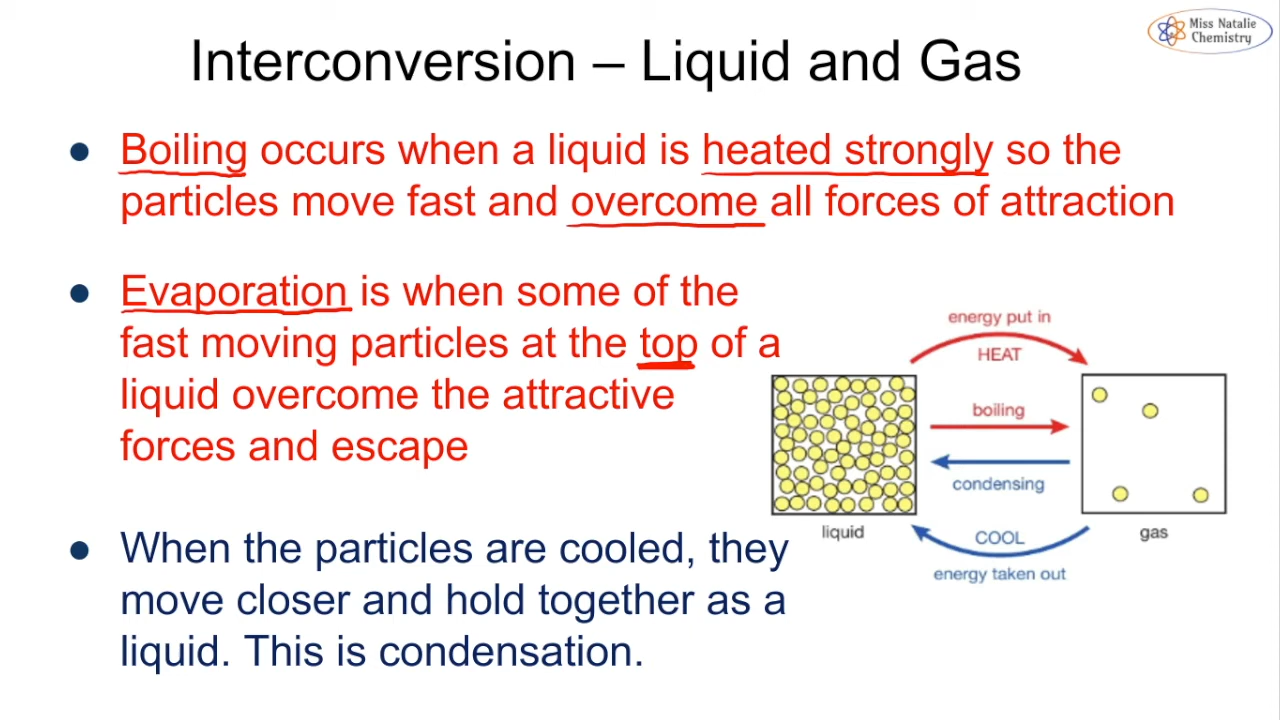 Miss Natalie
Chemistry
Interconversion – Liquid and Gas
● Boiling occurs when a liquid is heated strongly so the
particles move fast and overcome all forces of attraction
● Evaporation is when some of the
fast moving particles at the top of a
liquid overcome the attractive
forces and escape
● When the particles are cooled, they
move closer and hold together as a
liquid. This is condensation.
energy put in
HEAT
boiling
condensing
liquid
gas
COOL
energy taken out